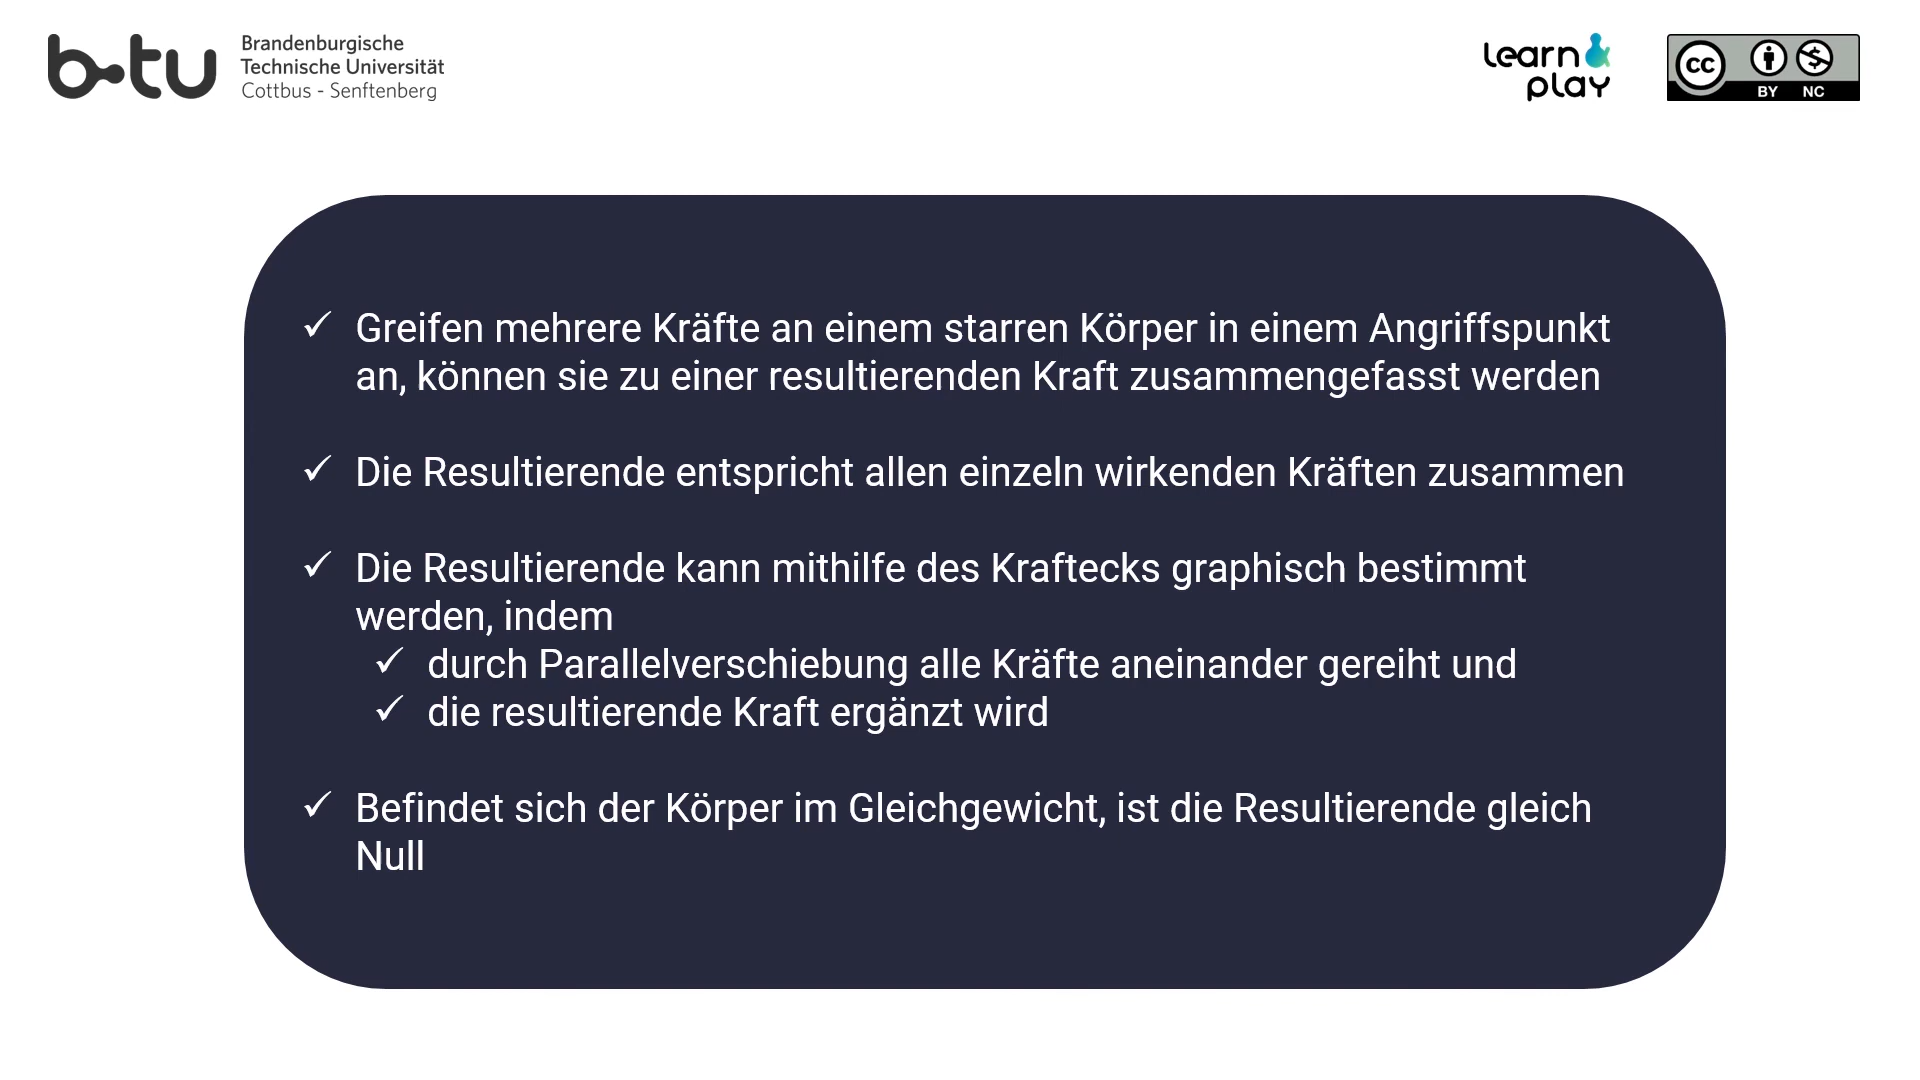 b-tu
Brandenburgische
Technische Universität
Cottbus - Senftenberg
Learn &
play
CC
BY NC
✓ Greifen mehrere Kräfte an einem starren Körper in einem Angriffspunkt
an, können sie zu einer resultierenden Kraft zusammengefasst werden
✓ Die Resultierende entspricht allen einzeln wirkenden Kräften zusammen
✓ Die Resultierende kann mithilfe des Kraftecks graphisch bestimmt
werden, indem
✓ durch Parallelverschiebung alle Kräfte aneinander gereiht und
✓ die resultierende Kraft ergänzt wird
✓ Befindet sich der Körper im Gleichgewicht, ist die Resultierende gleich
Null